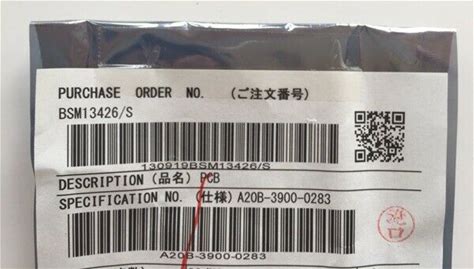 PURCHASE ORDER NO. (ご注文番号)
BSM13426/S
130919BSM13426/S
DESCRIPTION (品名) PCB
SPECIFICATION NO. (仕様) A20B-3900-0283
A20B-3900-0283